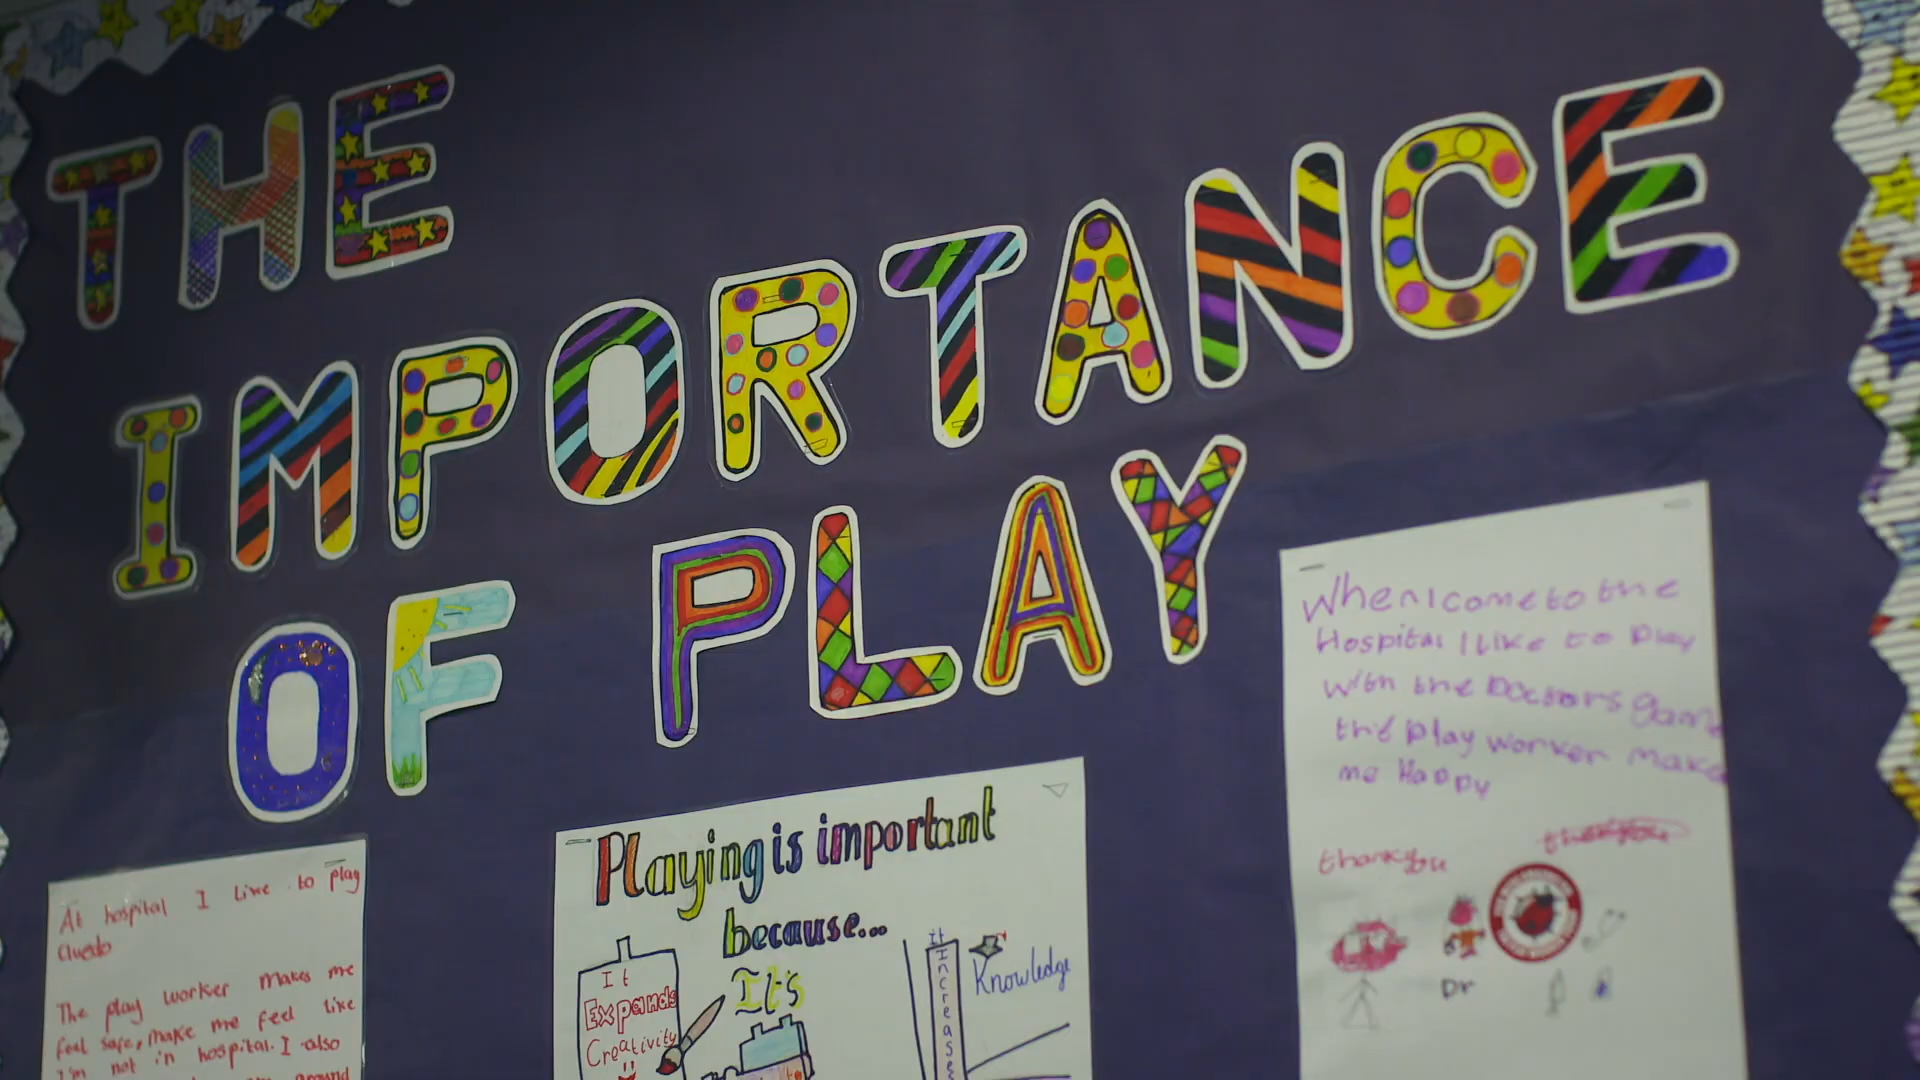 THE
IMPORTANCE
OF PLAY
At hospital I like to play
Cluedo
The play worker makes me
feel safe, make me feel like
I'm not in hospital. I also
around
Playing is important
because...
It
Expands
Creativity
It's
It
Increases
Knowledge
When I come to the
Hospital I like to play
with the Doctors game
the play worker make
me Happy
thankyou
Dr